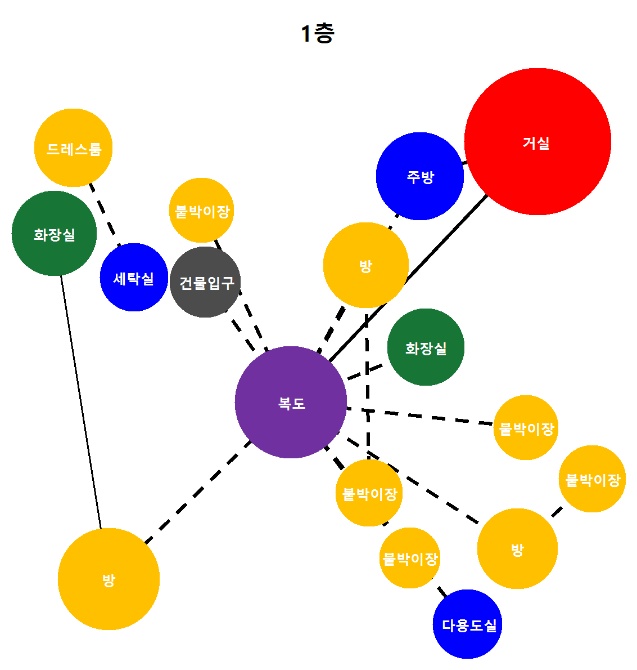 1층
거실
드레스룸
주방
붙박이장
화장실
방
세탁실
건물입구
화장실
복도
붙박이장
붙박이장
붙박이장
방
붙박이장
방
다용도실